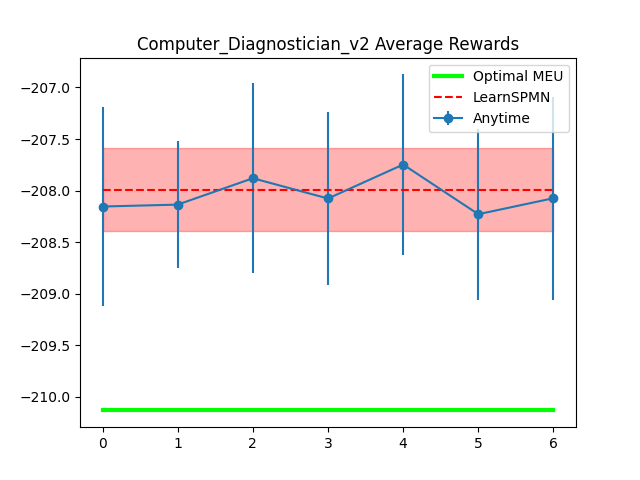 Computer_Diagnostician_v2 Average Rewards
Optimal MEU
LearnSPMN
Anytime
−207.0
−207.5
−208.0
−208.5
−209.0
−209.5
−210.0
0 1 2 3 4 5 6